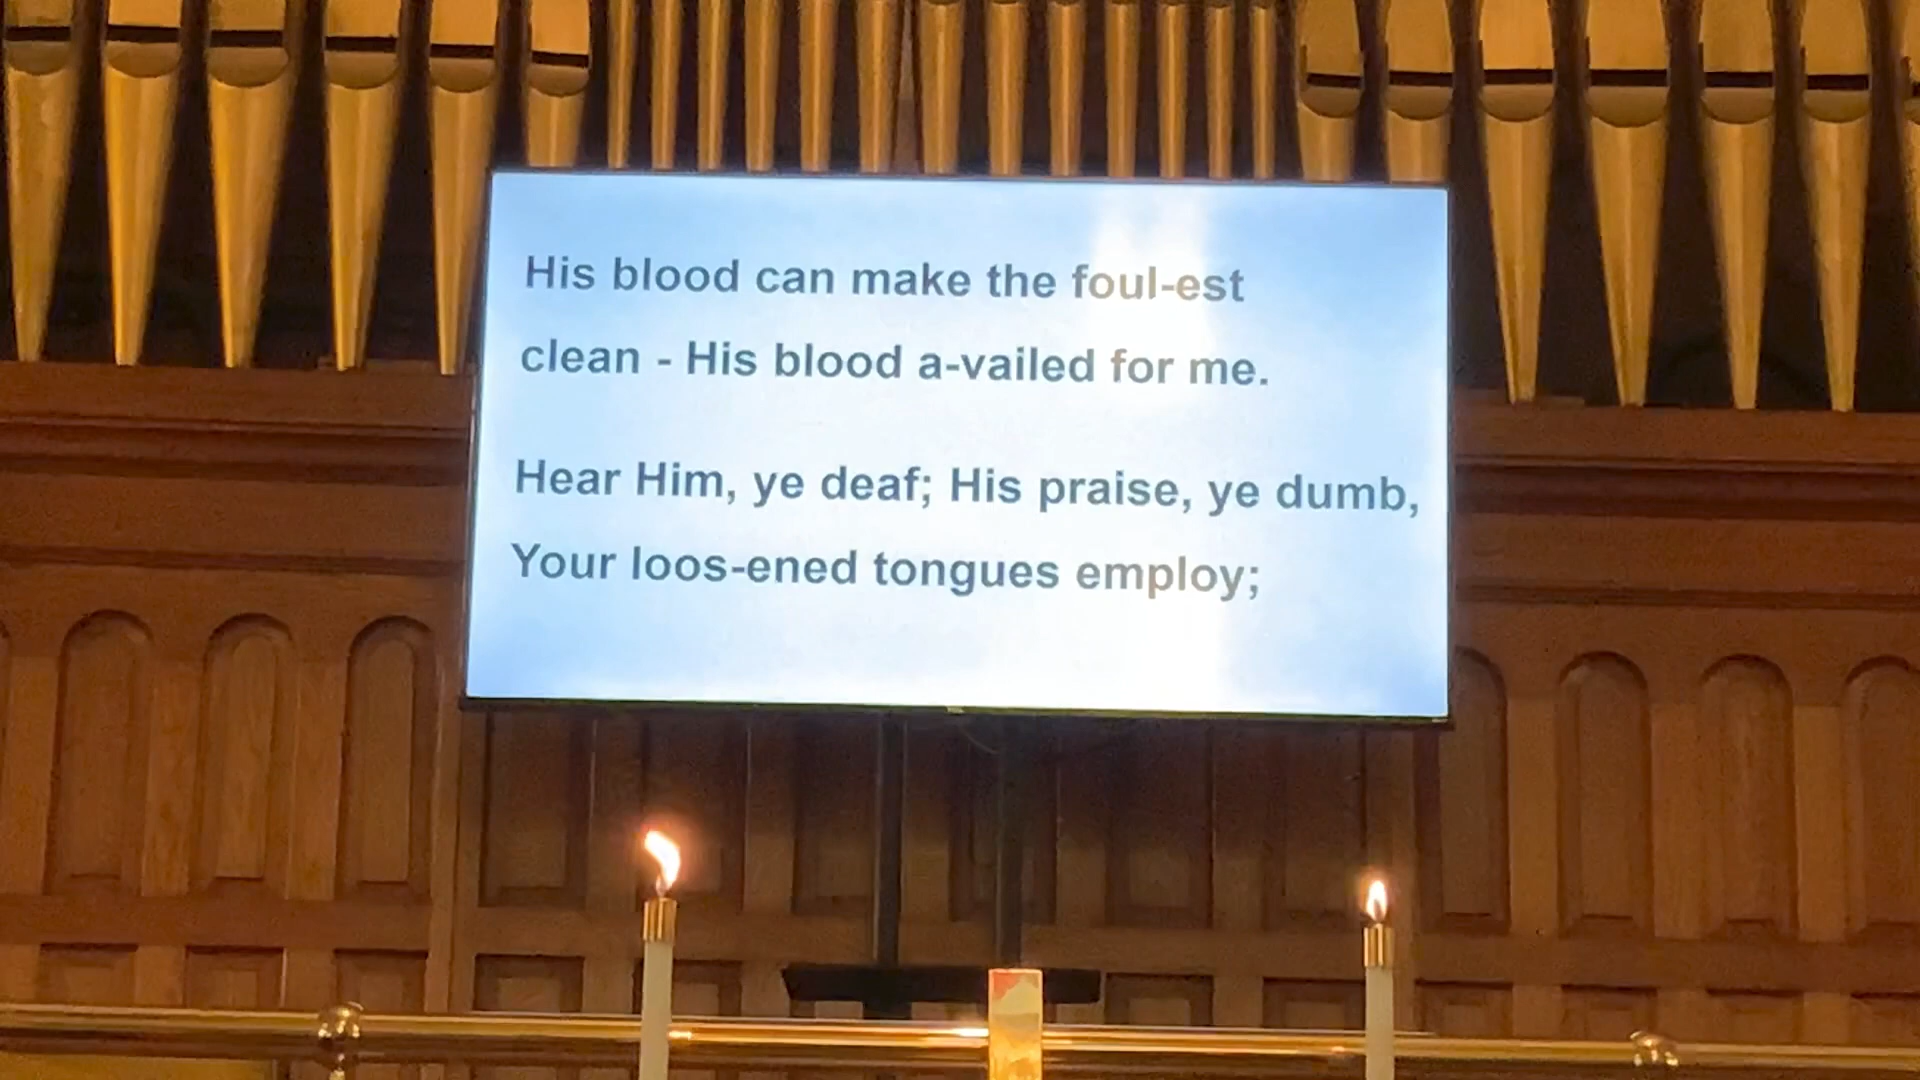 His blood can make the foul-est
clean - His blood a-vailed for me.
Hear Him, ye deaf; His praise, ye dumb,
Your loos-ened tongues employ;